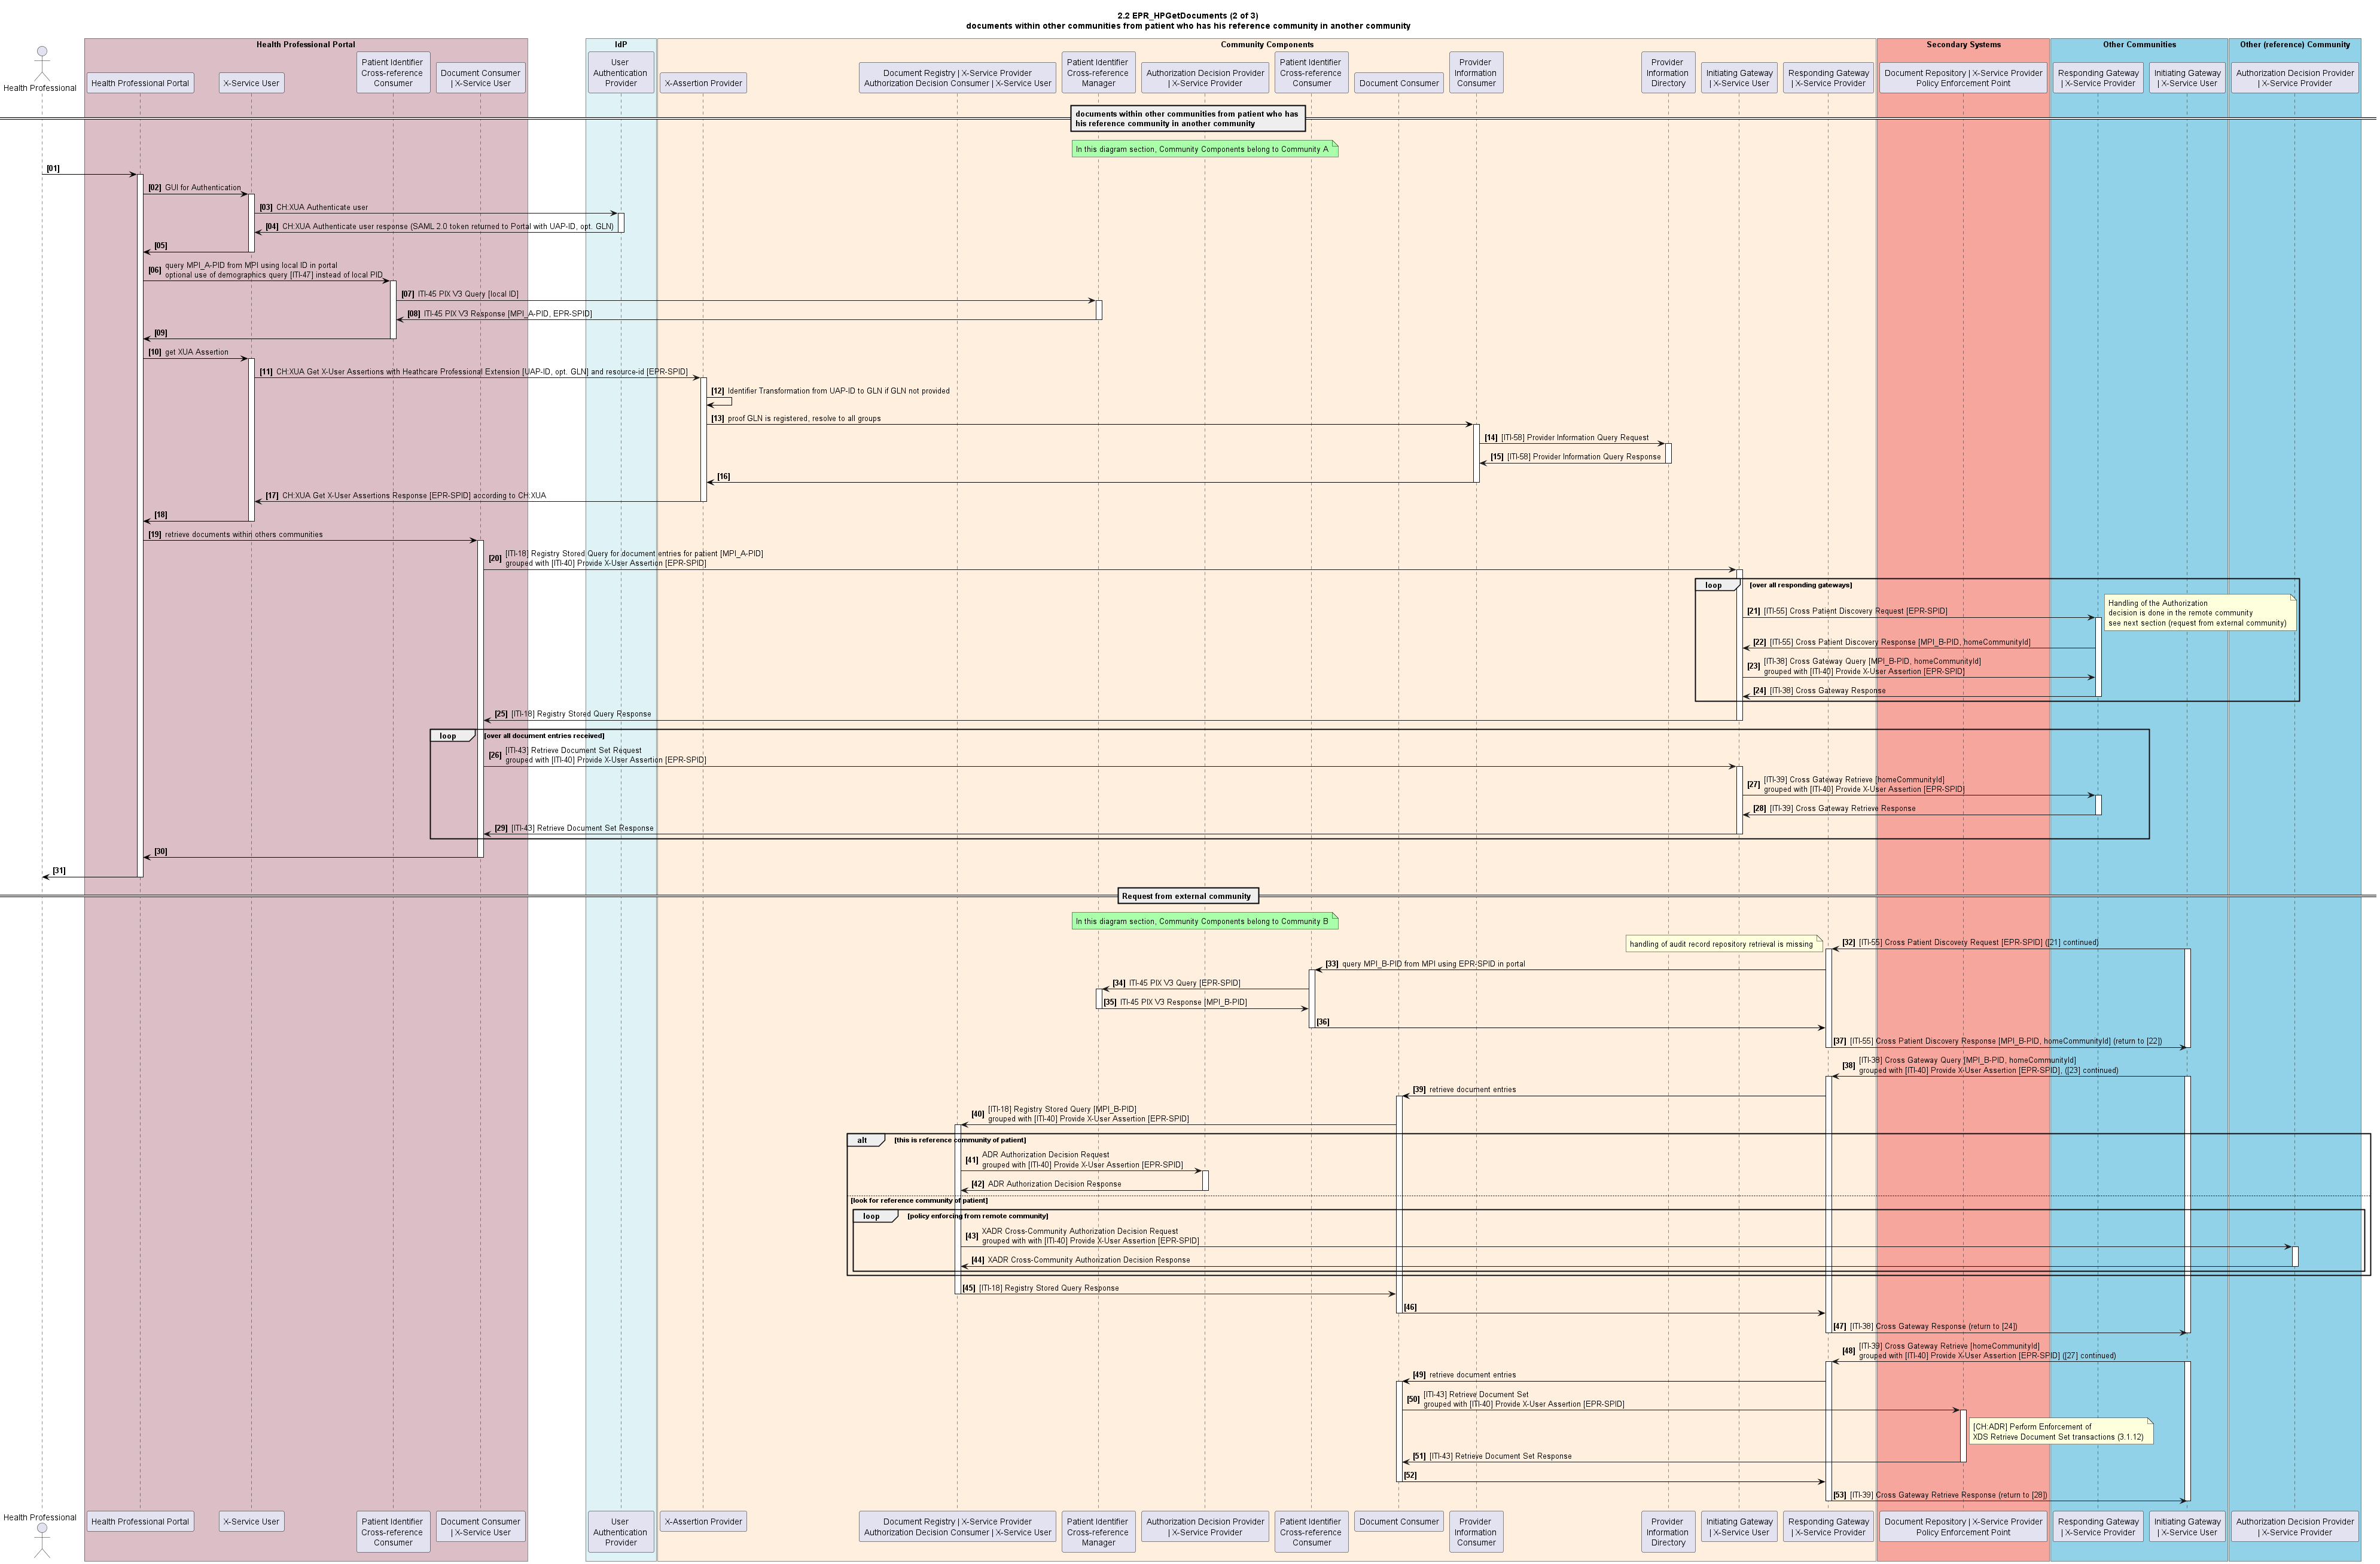 2.2 EPR_HPGetDocuments (2 of 3)
documents within other communities from patient who has his reference community in another community
Health Professional Portal
IdP
Community Components
Secondary Systems
Other Communities
Other (reference) Community
Health Professional
Health Professional Portal
X-Service User
Patient Identifier
Cross-reference
Consumer
Document Consumer
| X-Service User
User
Authentication
Provider
X-Assertion Provider
Document Registry | X-Service Provider
Authorization Decision Consumer | X-Service User
Patient Identifier
Cross-reference
Manager
Authorization Decision Provider
| X-Service Provider
Patient Identifier
Cross-reference
Consumer
Document Consumer
Provider
Information
Consumer
Provider
Information
Directory
Initiating Gateway
| X-Service User
Responding Gateway
| X-Service Provider
Document Repository | X-Service Provider
Policy Enforcement Point
Responding Gateway
| X-Service Provider
Initiating Gateway
| X-Service User
Authorization Decision Provider
| X-Service Provider
documents within other communities from patient who has
his reference community in another community
In this diagram section, Community Components belong to Community A
[01]
[02] GUI for Authentication
[03] CH:XUA Authenticate user
[04] CH:XUA Authenticate user response (SAML 2.0 token returned to Portal with UAP-ID, opt. GLN)
[05]
[06] query MPI_A-PID from MPI using local ID in portal
optional use of demographics query [ITI-47] instead of local PID
[07] ITI-45 PIX V3 Query [local ID]
[08] ITI-45 PIX V3 Response [MPI_A-PID, EPR-SPID]
[09]
[10] get XUA Assertion
[11] CH:XUA Get X-User Assertions with Heathcare Professional Extension [UAP-ID, opt. GLN] and resource-id [EPR-SPID]
[12] Identifier Transformation from UAP-ID to GLN if GLN not provided
[13] proof GLN is registered, resolve to all groups
[14] [ITI-58] Provider Information Query Request
[15] [ITI-58] Provider Information Query Response
[16]
[17] CH:XUA Get X-User Assertions Response [EPR-SPID] according to CH:XUA
[18]
[19] retrieve documents within others communities
[20] [ITI-18] Registry Stored Query for document entries for patient [MPI_A-PID]
grouped with [ITI-40] Provide X-User Assertion [EPR-SPID]
loop [over all responding gateways]
[21] [ITI-55] Cross Patient Discovery Request [EPR-SPID]
Handling of the Authorization
decision is done in the remote community
see next section (request from external community)
[22] [ITI-55] Cross Patient Discovery Response [MPI_B-PID, homeCommunityId]
[23] [ITI-38] Cross Gateway Query [MPI_B-PID, homeCommunityId]
grouped with [ITI-40] Provide X-User Assertion [EPR-SPID]
[24] [ITI-38] Cross Gateway Response
[25] [ITI-18] Registry Stored Query Response
loop [over all document entries received]
[26] [ITI-43] Retrieve Document Set Request
grouped with [ITI-40] Provide X-User Assertion [EPR-SPID]
[27] [ITI-39] Cross Gateway Retrieve [homeCommunityId]
grouped with [ITI-40] Provide X-User Assertion [EPR-SPID]
[28] [ITI-39] Cross Gateway Retrieve Response
[29] [ITI-43] Retrieve Document Set Response
[30]
[31]
Request from external community
In this diagram section, Community Components belong to Community B
handling of audit record repository retrieval is missing
[32] [ITI-55] Cross Patient Discovery Request [EPR-SPID] ([21] continued)
[33] query MPI_B-PID from MPI using EPR-SPID in portal
[34] ITI-45 PIX V3 Query [EPR-SPID]
[35] ITI-45 PIX V3 Response [MPI_B-PID]
[36]
[37] [ITI-55] Cross Patient Discovery Response [MPI_B-PID, homeCommunityId] (return to [22])
[38] [ITI-38] Cross Gateway Query [MPI_B-PID, homeCommunityId]
grouped with [ITI-40] Provide X-User Assertion [EPR-SPID], ([23] continued)
[39] retrieve document entries
[40] [ITI-18] Registry Stored Query [MPI_B-PID]
grouped with [ITI-40] Provide X-User Assertion [EPR-SPID]
alt [this is reference community of patient]
[41] ADR Authorization Decision Request
grouped with [ITI-40] Provide X-User Assertion [EPR-SPID]
[42] ADR Authorization Decision Response
[look for reference community of patient]
loop [policy enforcing from remote community]
[43] XADR Cross-Community Authorization Decision Request
grouped with with [ITI-40] Provide X-User Assertion [EPR-SPID]
[44] XADR Cross-Community Authorization Decision Response
[45] [ITI-18] Registry Stored Query Response
[46]
[47] [ITI-38] Cross Gateway Response (return to [24])
[48] [ITI-39] Cross Gateway Retrieve [homeCommunityId]
grouped with [ITI-40] Provide X-User Assertion [EPR-SPID] ([27] continued)
[49] retrieve document entries
[50] [ITI-43] Retrieve Document Set
grouped with [ITI-40] Provide X-User Assertion [EPR-SPID]
[CH:ADR] Perform Enforcement of
XDS Retrieve Document Set transactions (3.1.12)
[51] [ITI-43] Retrieve Document Set Response
[52]
[53] [ITI-39] Cross Gateway Retrieve Response (return to [28])
Health Professional
Health Professional Portal
X-Service User
Patient Identifier
Cross-reference
Consumer
Document Consumer
| X-Service User
User
Authentication
Provider
X-Assertion Provider
Document Registry | X-Service Provider
Authorization Decision Consumer | X-Service User
Patient Identifier
Cross-reference
Manager
Authorization Decision Provider
| X-Service Provider
Patient Identifier
Cross-reference
Consumer
Document Consumer
Provider
Information
Consumer
Provider
Information
Directory
Initiating Gateway
| X-Service User
Responding Gateway
| X-Service Provider
Document Repository | X-Service Provider
Policy Enforcement Point
Responding Gateway
| X-Service Provider
Initiating Gateway
| X-Service User
Authorization Decision Provider
| X-Service Provider